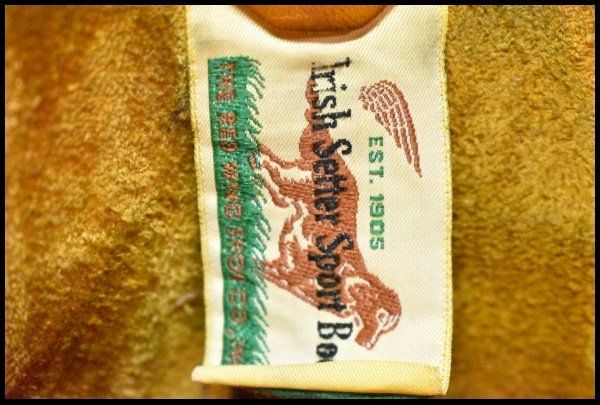 EST. 1905
Irish Setter Sport Bo
THE RED WING SHOE CO.